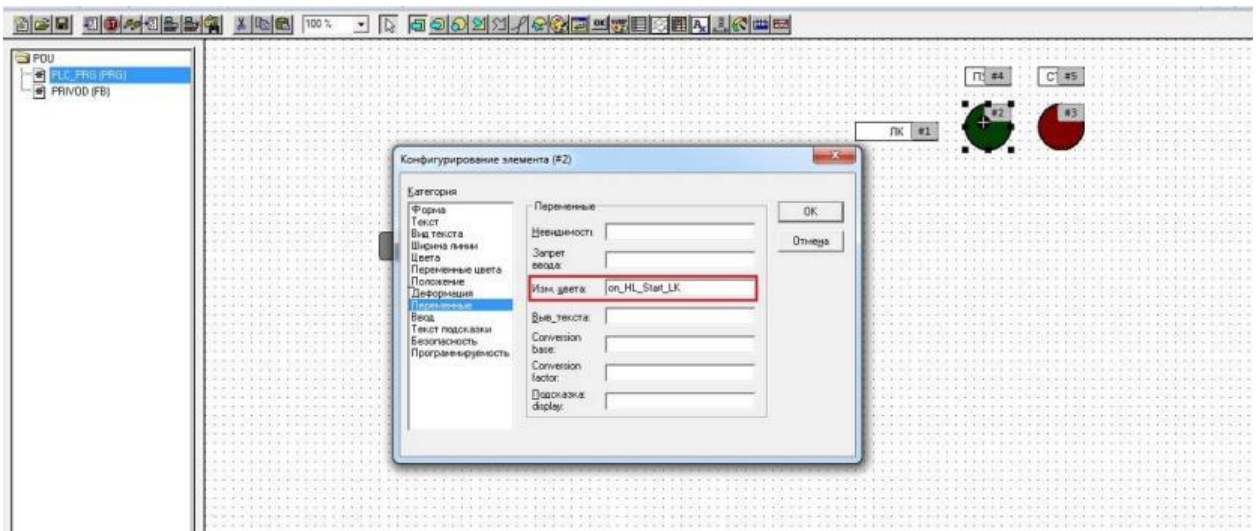 100 %
POU
PLC_PRG (PRG)
PRIVOD (FB)
#4
#5
#2
#3
ЛК #1
Конфигурирование элемента (#2)
Категория
Форма
Текст
Вид текста
Ширина линии
Цвета
Переменные цвета
Положение
Деформация
Переменные
Ввод
Текст подсказки
Безопасность
Программируемость
Переменные
Невидимость
Запрет
ввода:
Изм. цвета: on_HL_Start_LK
Выв_текста:
Conversion
base:
Conversion
factor:
Подсказка:
display:
OK
Отмена